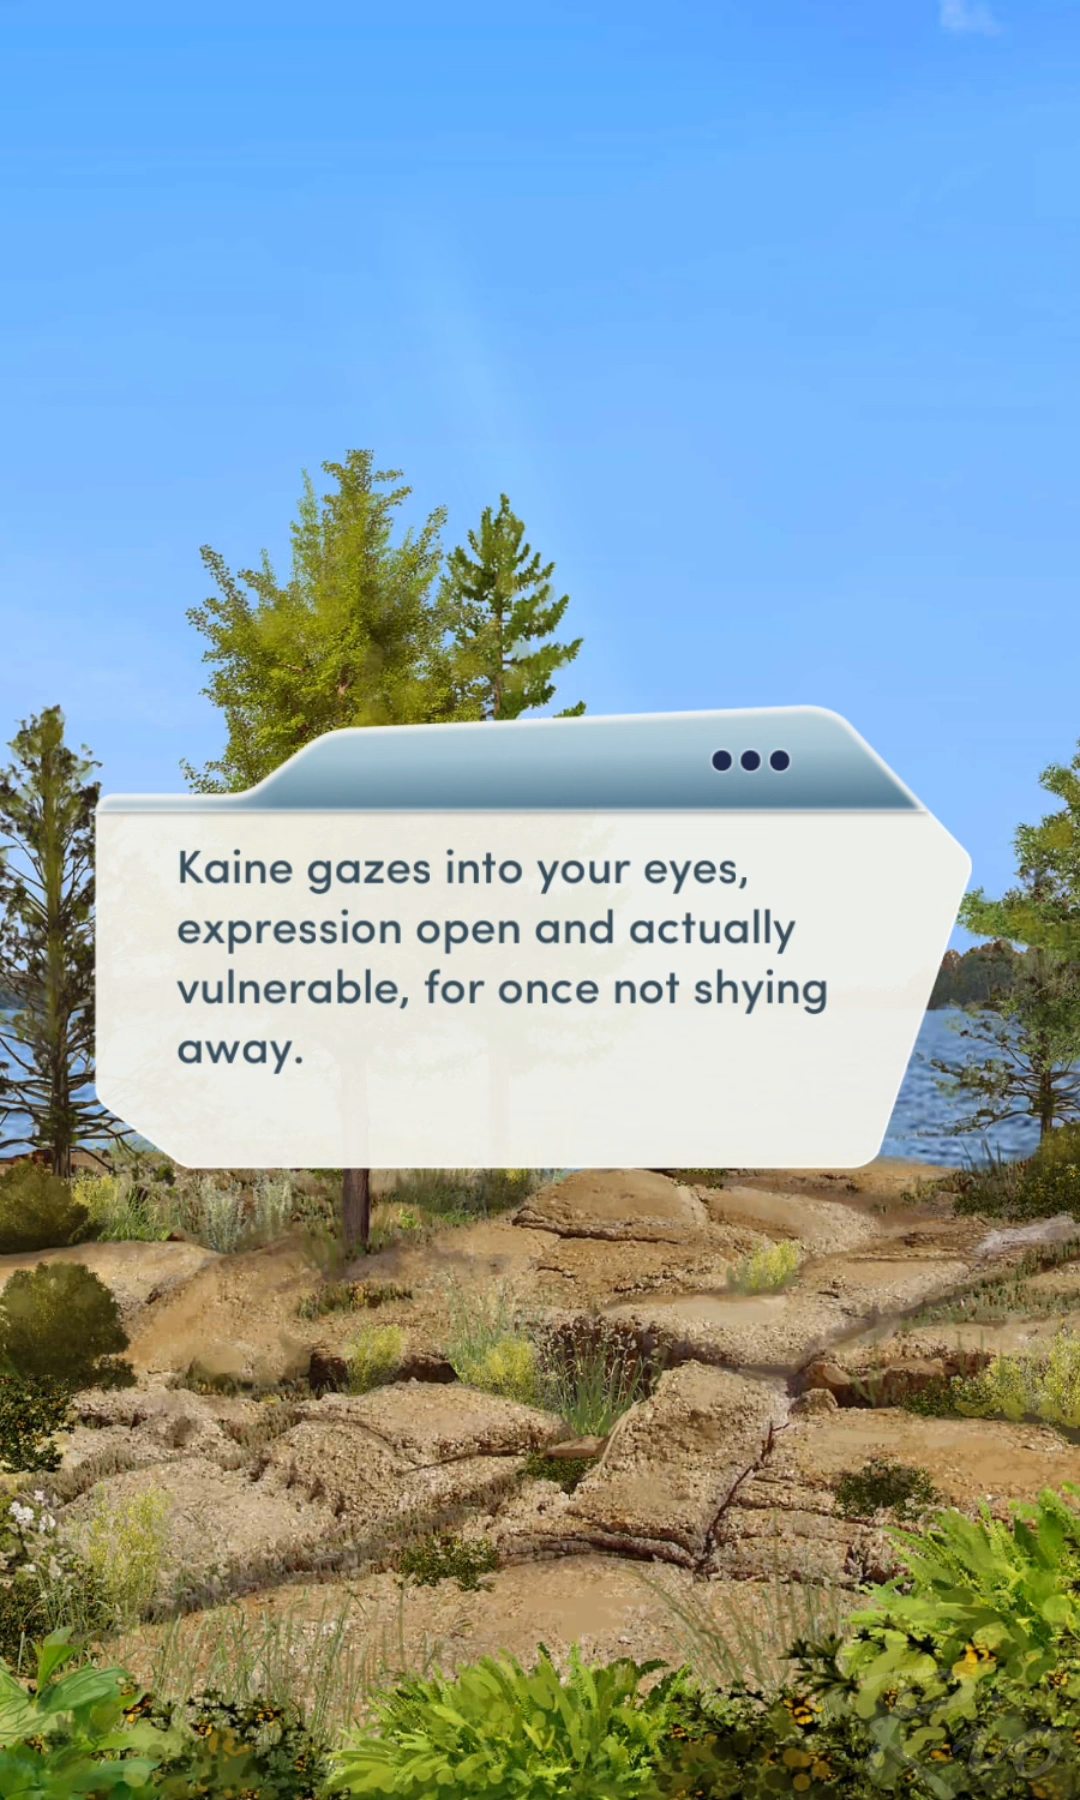 Kaine gazes into your eyes,
expression open and actually
vulnerable, for once not shying
away.